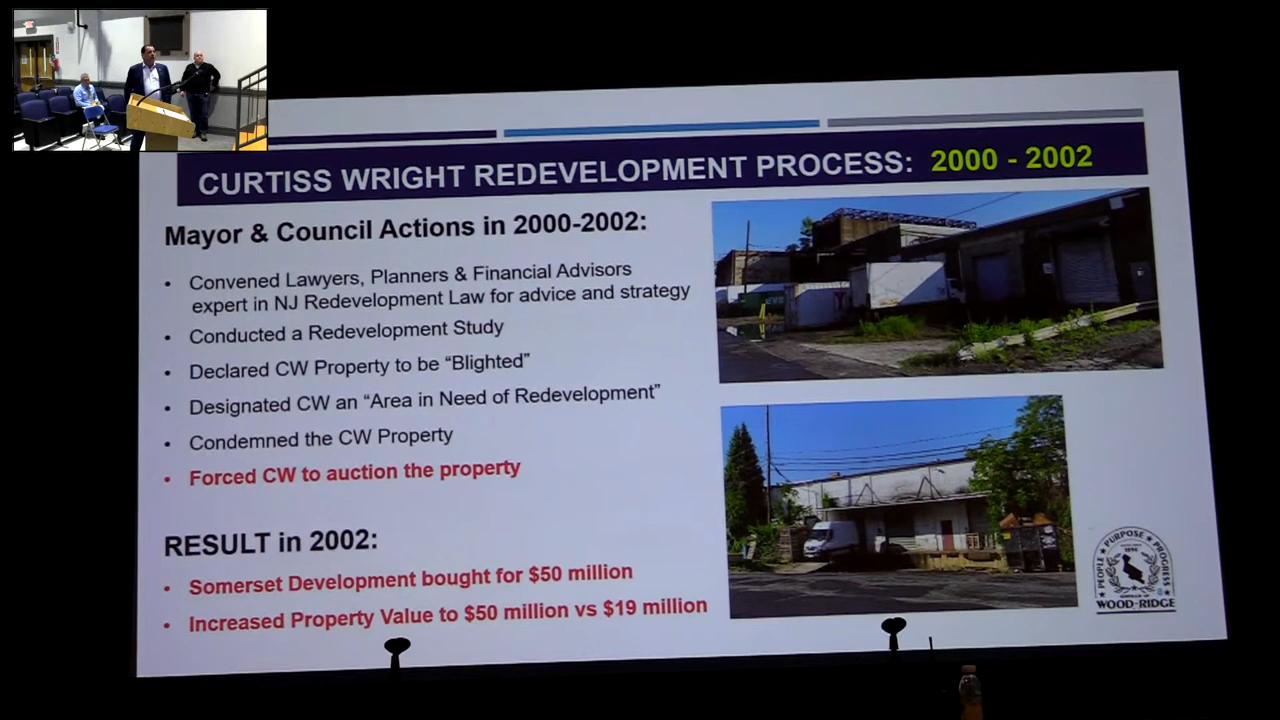 CURTISS WRIGHT REDEVELOPMENT PROCESS: 2000 - 2002
Mayor & Council Actions in 2000-2002:
• Convened Lawyers, Planners & Financial Advisors
expert in NJ Redevelopment Law for advice and strategy
• Conducted a Redevelopment Study
• Declared CW Property to be “Blighted”
• Designated CW an “Area in Need of Redevelopment”
• Condemned the CW Property
• Forced CW to auction the property
RESULT in 2002:
• Somerset Development bought for $50 million
• Increased Property Value to $50 million vs $19 million
PEOPLE ★ PURPOSE ★ PROGRESS
WOOD-RIDGE